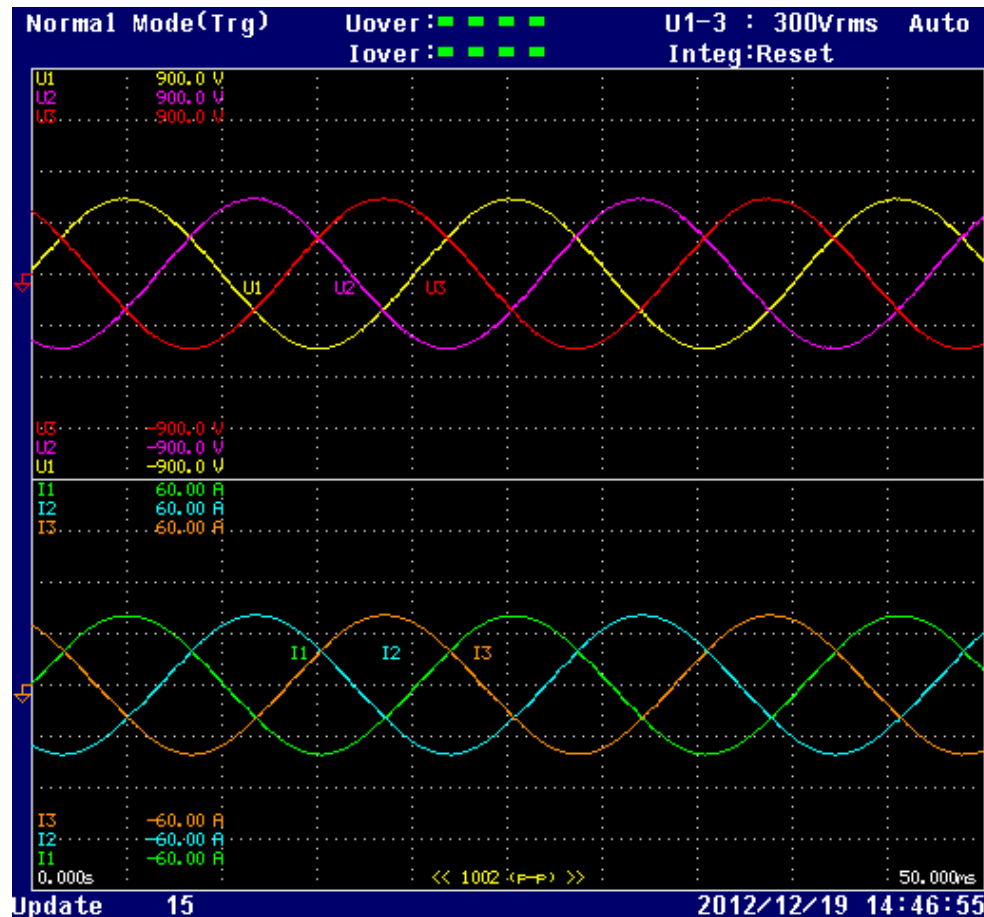 Normal Mode(Trg) Uover: U1-3 : 300Vrms Auto
Iover: Integ:Reset
U1 900.0 V
U2 900.0 V
U3 900.0 V
U1 U2 U3
U3 -900.0 V
U2 -900.0 V
U1 -900.0 V
I1 60.00 A
I2 60.00 A
I3 60.00 A
I1 I2 I3
I3 -60.00 A
I2 -60.00 A
I1 -60.00 A
0.000s << 1002 (p-p) >> 50.000ms
Update 15 2012/12/19 14:46:55